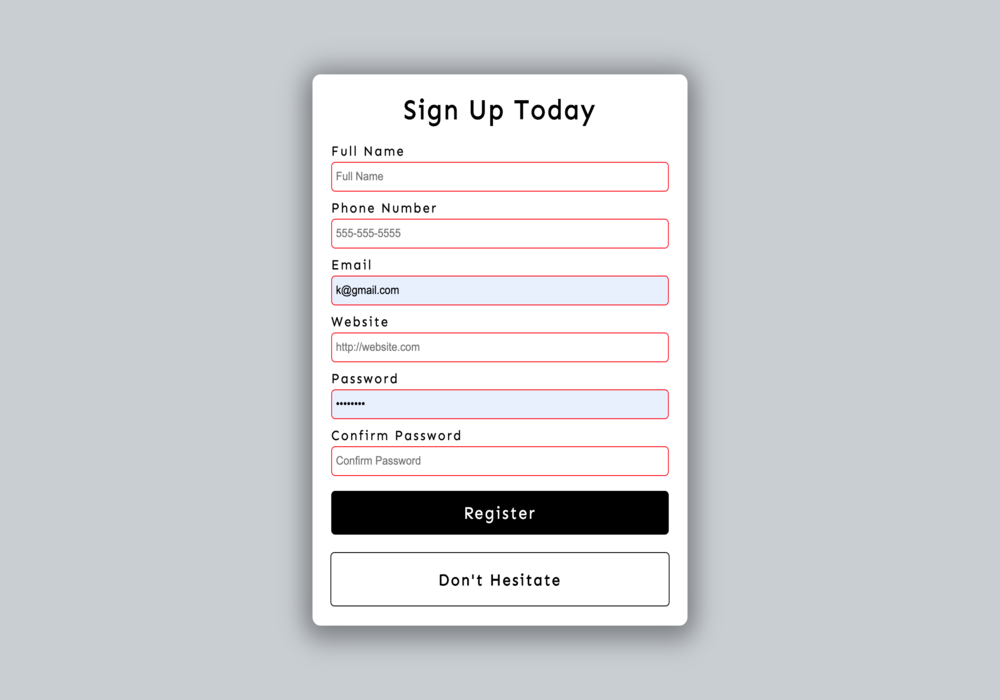 Sign Up Today
Full Name
Full Name
Phone Number
555-555-5555
Email
k@gmail.com
Website
http://website.com
Password
••••••••
Confirm Password
Confirm Password
Register
Don't Hesitate